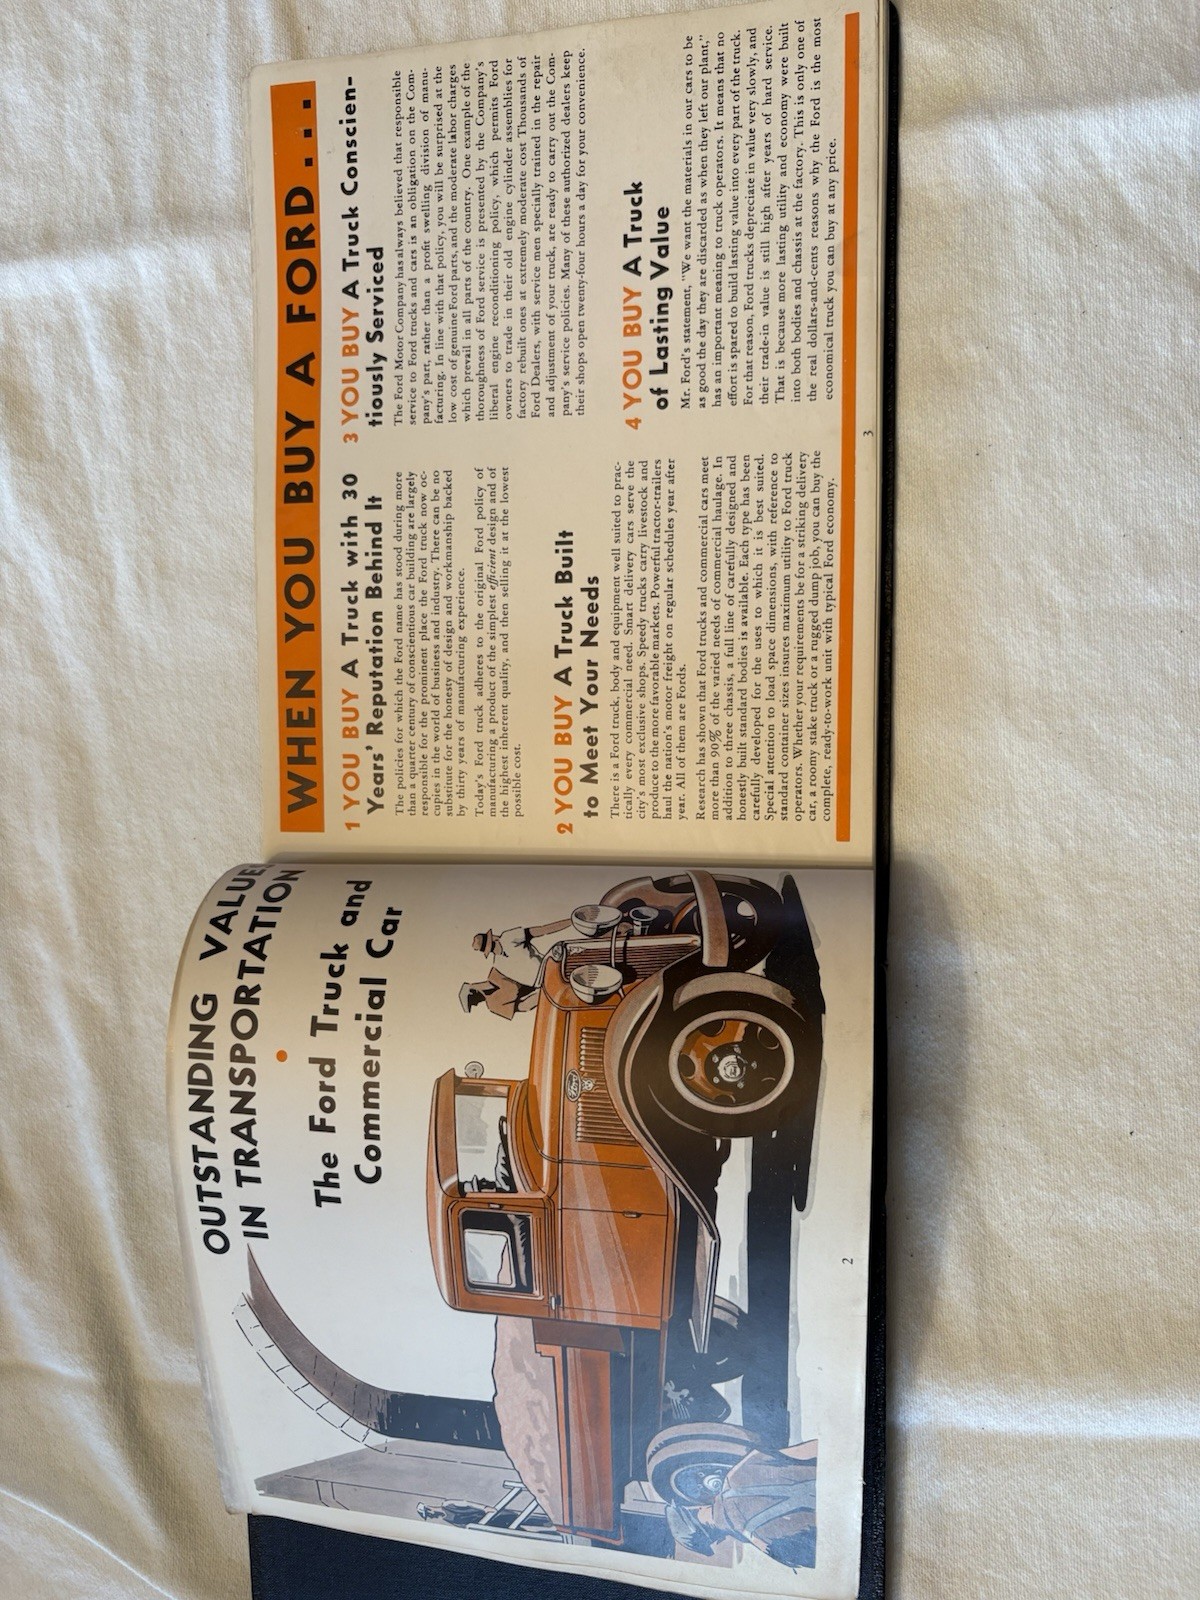 OUTSTANDING VALUES
IN TRANSPORTATION
The Ford Truck and
Commercial Car
Ford
2
WHEN YOU BUY A FORD...
1 YOU BUY A Truck with 30
Years' Reputation Behind It
The policies for which the Ford name has stood during more
than a quarter century of conscientious car building are largely
responsible for the prominent place the Ford truck now oc-
cupies in the world of business and industry. There can be no
substitute for the honesty of design and workmanship backed
by thirty years of manufacturing experience.
Today's Ford truck adheres to the original Ford policy of
manufacturing a product of the simplest efficient design and of
the highest inherent quality, and then selling it at the lowest
possible cost.
2 YOU BUY A Truck Built
to Meet Your Needs
There is a Ford truck, body and equipment well suited to prac-
tically every commercial need. Smart delivery cars serve the
city's most exclusive shops. Speedy trucks carry livestock and
produce to the more favorable markets. Powerful tractor-trailers
haul the nation's motor freight on regular schedules year after
year. All of them are Fords.
Research has shown that Ford trucks and commercial cars meet
more than 90% of the varied needs of commercial haulage. In
addition to three chassis, a full line of carefully designed and
honestly built standard bodies is available. Each type has been
carefully developed for the uses to which it is best suited.
Special attention to load space dimensions, with reference to
standard container sizes insures maximum utility to Ford truck
operators. Whether your requirements be for a striking delivery
car, a roomy stake truck or a rugged dump job, you can buy the
complete, ready-to-work unit with typical Ford economy.
3 YOU BUY A Truck Conscien-
tiously Serviced
The Ford Motor Company has always believed that responsible
service to Ford trucks and cars is an obligation on the Com-
pany's part, rather than a profit swelling division of manu-
facturing. In line with that policy, you will be surprised at the
low cost of genuine Ford parts, and the moderate labor charges
which prevail in all parts of the country. One example of the
thoroughness of Ford service is presented by the Company's
liberal engine reconditioning policy, which permits Ford
owners to trade in their old engine cylinder assemblies for
factory rebuilt ones at extremely moderate cost Thousands of
Ford Dealers, with service men specially trained in the repair
and adjustment of your truck, are ready to carry out the Com-
pany's service policies. Many of these authorized dealers keep
their shops open twenty-four hours a day for your convenience.
4 YOU BUY A Truck
of Lasting Value
Mr. Ford's statement, "We want the materials in our cars to be
as good the day they are discarded as when they left our plant,"
has an important meaning to truck operators. It means that no
effort is spared to build lasting value into every part of the truck.
For that reason, Ford trucks depreciate in value very slowly, and
their trade-in value is still high after years of hard service.
That is because more lasting utility and economy were built
into both bodies and chassis at the factory. This is only one of
the real dollars-and-cents reasons why the Ford is the most
economical truck you can buy at any price.
3